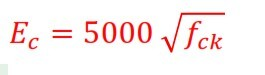 E_c = 5000 √f_ck